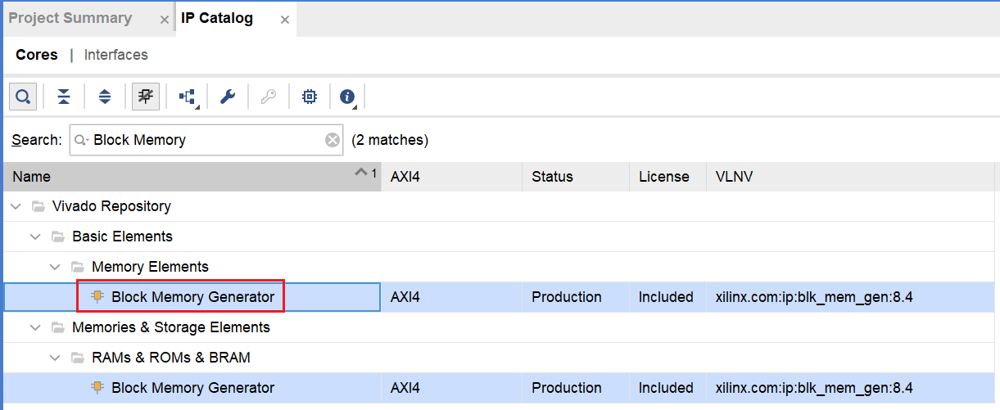 Project Summary IP Catalog
Cores | Interfaces
Search: Block Memory (2 matches)
Name 1 AXI4 Status License VLNV
Vivado Repository
Basic Elements
Memory Elements
Block Memory Generator AXI4 Production Included xilinx.com:ip:blk_mem_gen:8.4
Memories & Storage Elements
RAMs & ROMs & BRAM
Block Memory Generator AXI4 Production Included xilinx.com:ip:blk_mem_gen:8.4